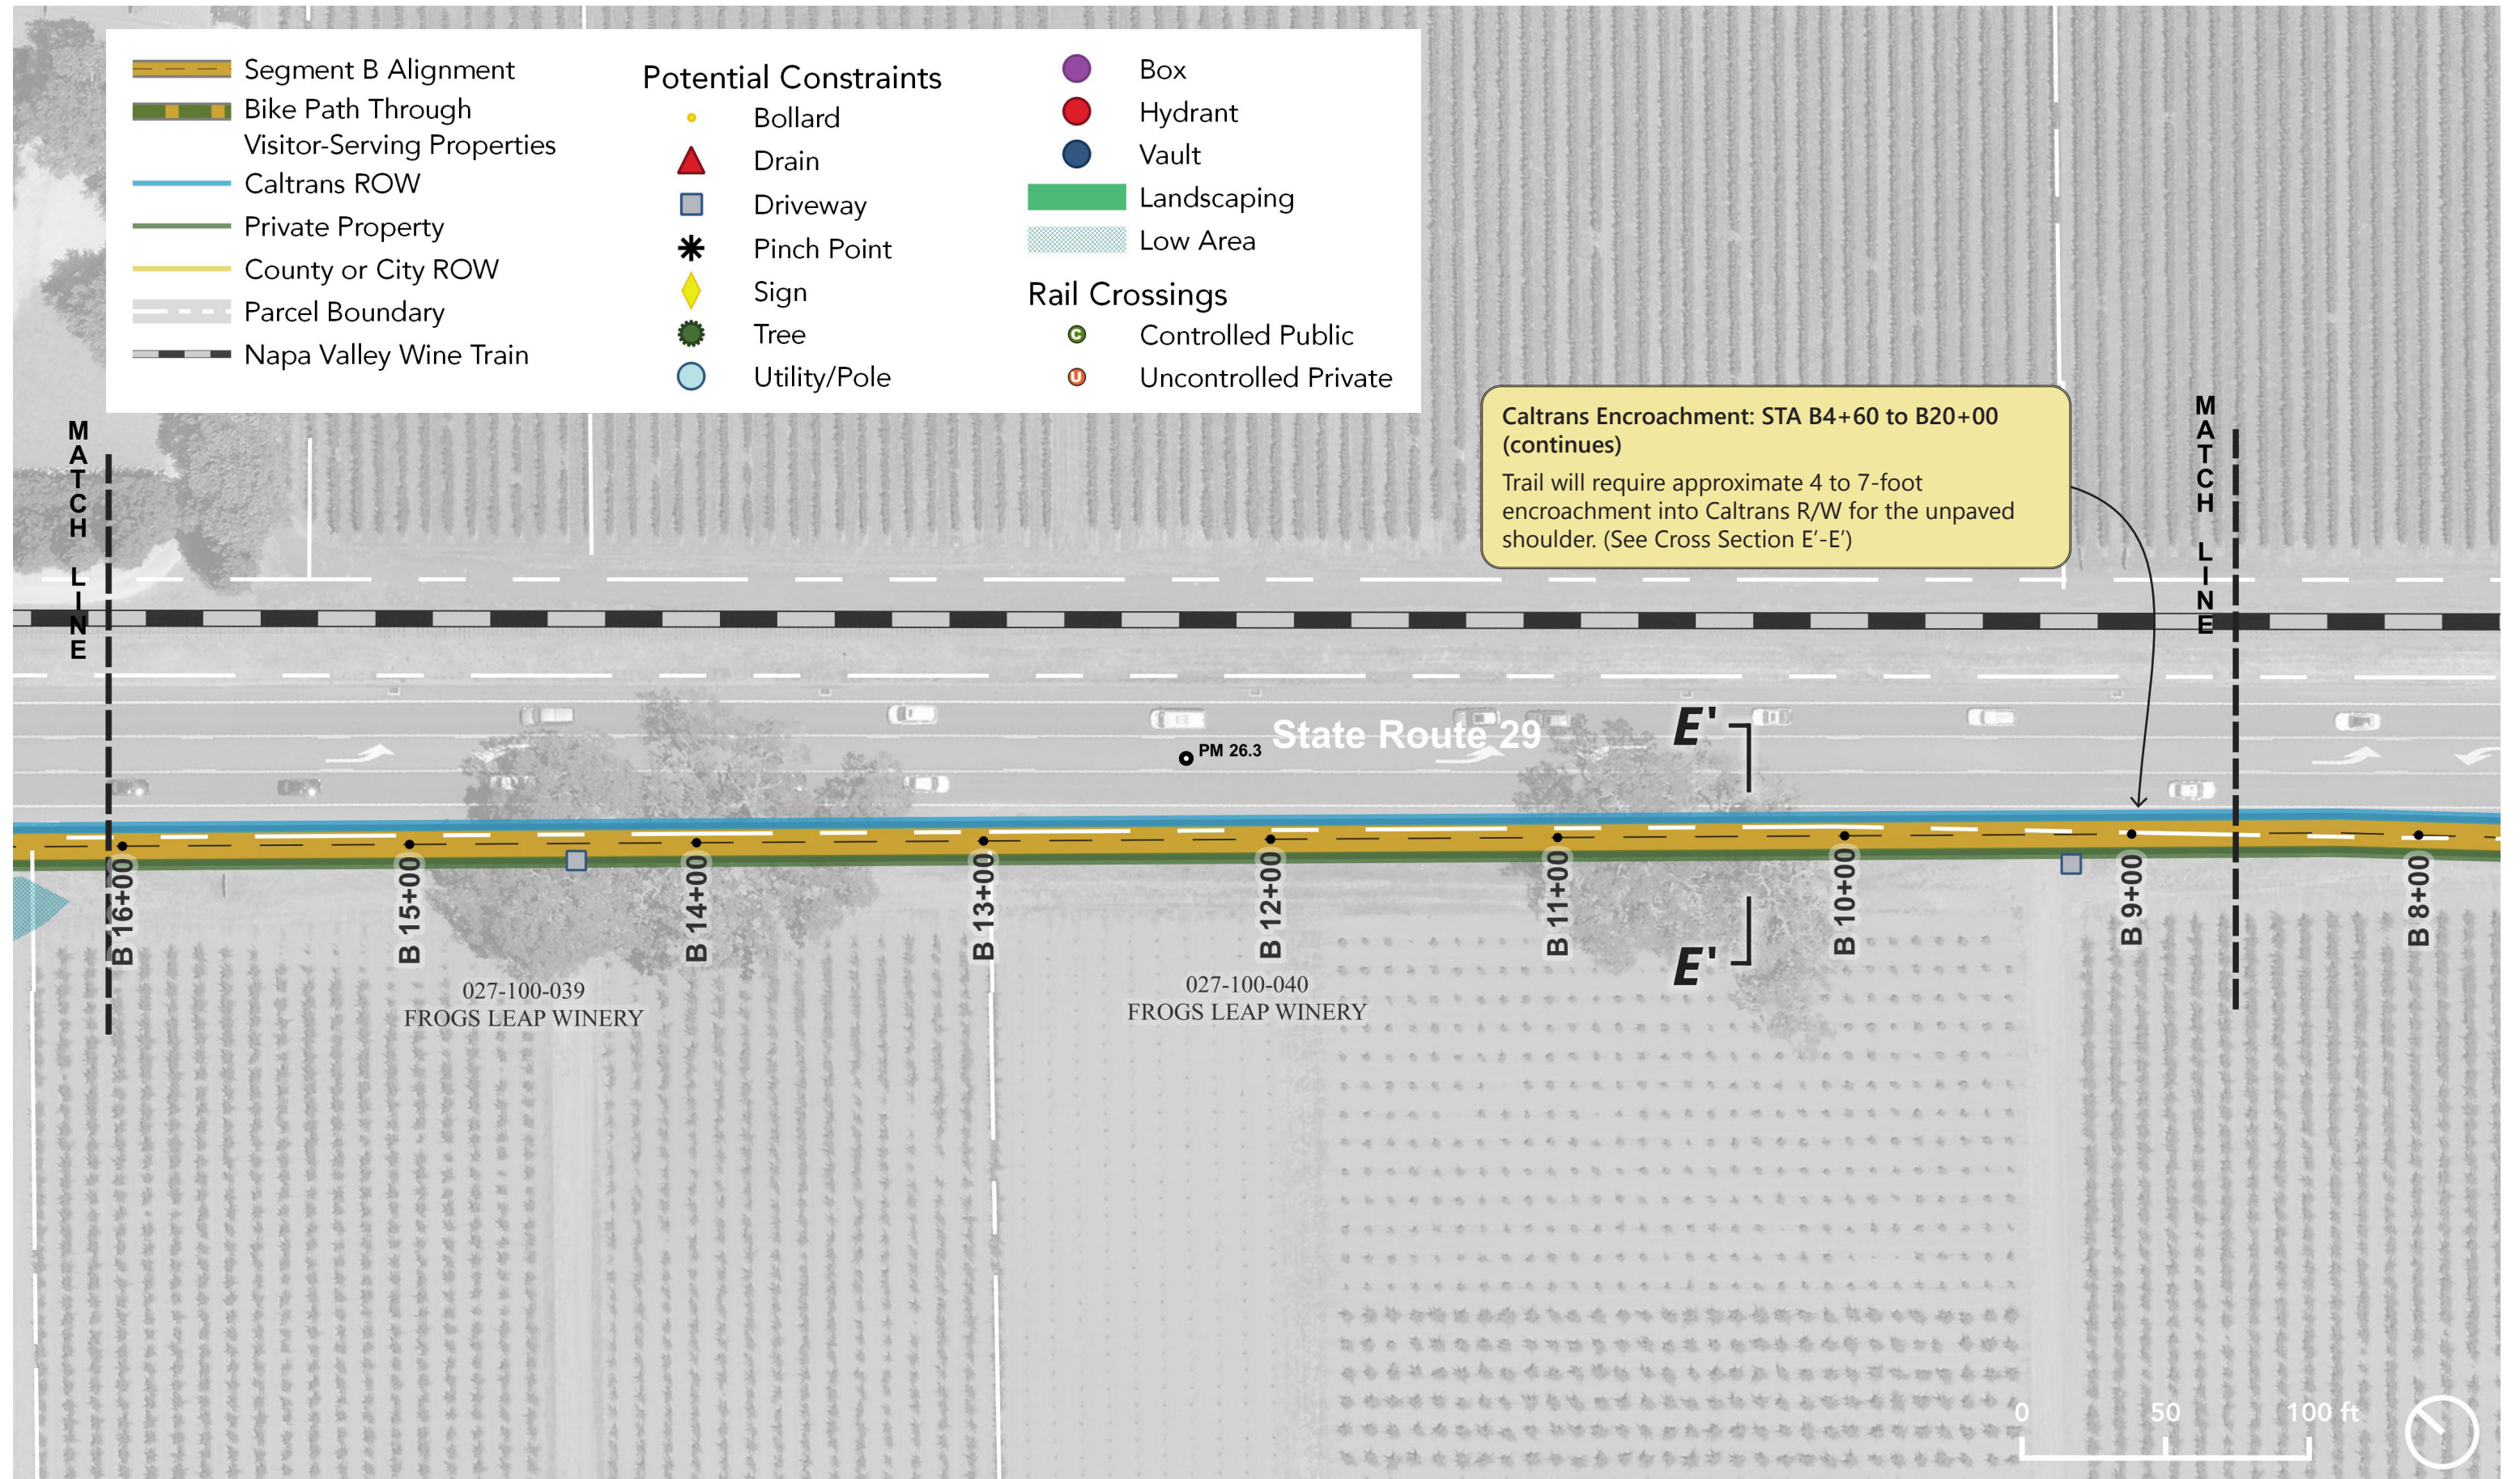 Segment B Alignment
Bike Path Through
Visitor-Serving Properties
Caltrans ROW
Private Property
County or City ROW
Parcel Boundary
Napa Valley Wine Train
Potential Constraints
Bollard
Drain
Driveway
Pinch Point
Sign
Tree
Utility/Pole
Box
Hydrant
Vault
Landscaping
Low Area
Rail Crossings
C
Controlled Public
U
Uncontrolled Private
MATCH LINE
Caltrans Encroachment: STA B4+60 to B20+00
(continues)
Trail will require approximate 4 to 7-foot
encroachment into Caltrans R/W for the unpaved
shoulder. (See Cross Section E’-E’)
MATCH LINE
State Route 29
PM 26.3
E'
B 16+00
B 15+00
B 14+00
B 13+00
B 12+00
B 11+00
B 10+00
B 9+00
B 8+00
E'
027-100-039
FROGS LEAP WINERY
027-100-040
FROGS LEAP WINERY
0 50 100 ft